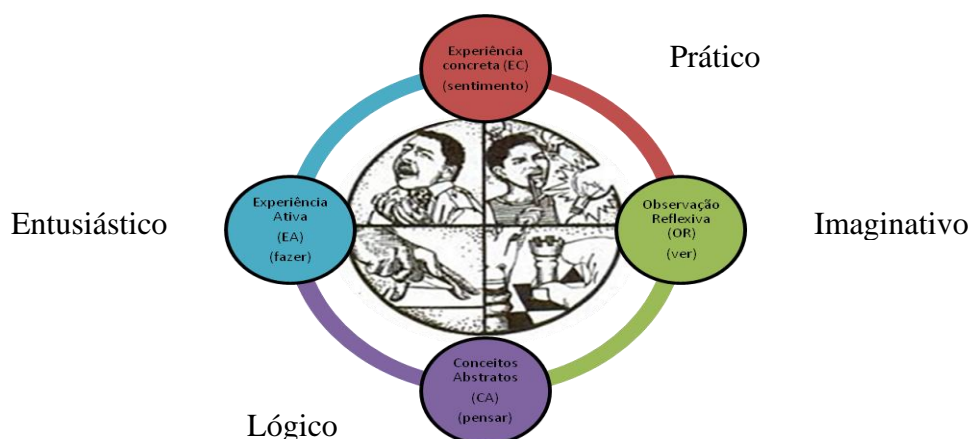 Experiência
concreta (EC)
(sentimento)
Prático
Entusiástico
Experiência
Ativa
(EA)
(fazer)
Observação
Reflexiva
(OR)
(ver)
Imaginativo
Conceitos
Abstratos
(CA)
(pensar)
Lógico